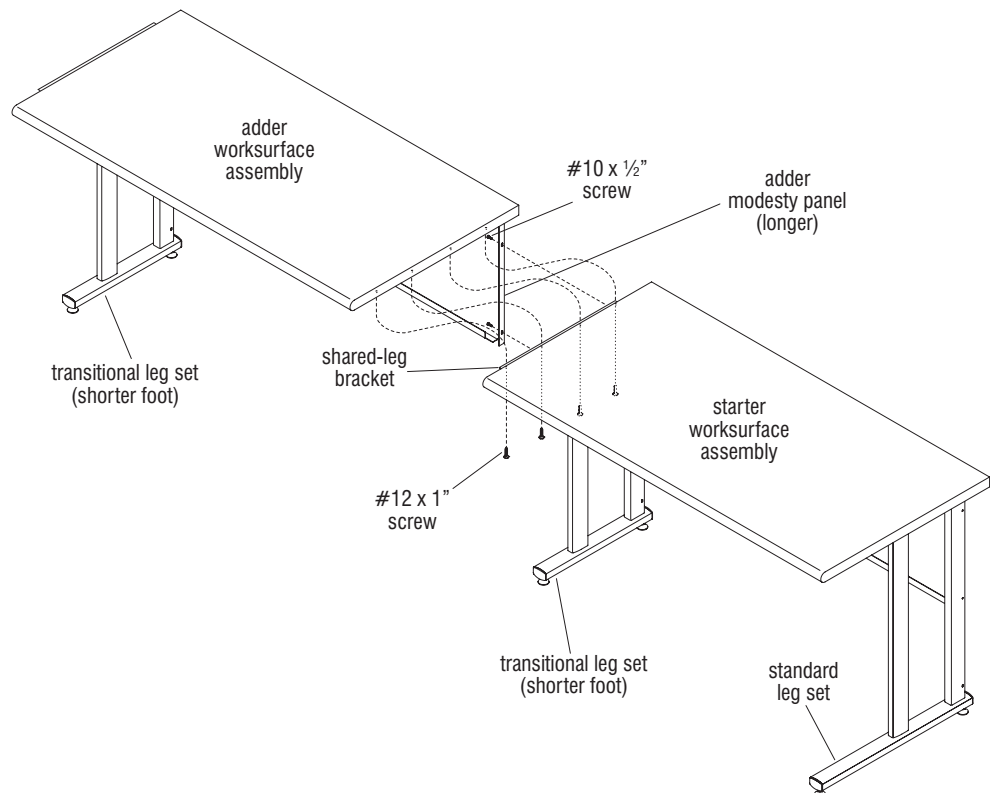 adder
worksurface
assembly
#10 x ½”
screw
adder
modesty panel
(longer)
shared-leg
bracket
transitional leg set
(shorter foot)
starter
worksurface
assembly
#12 x 1”
screw
transitional leg set
(shorter foot)
standard
leg set